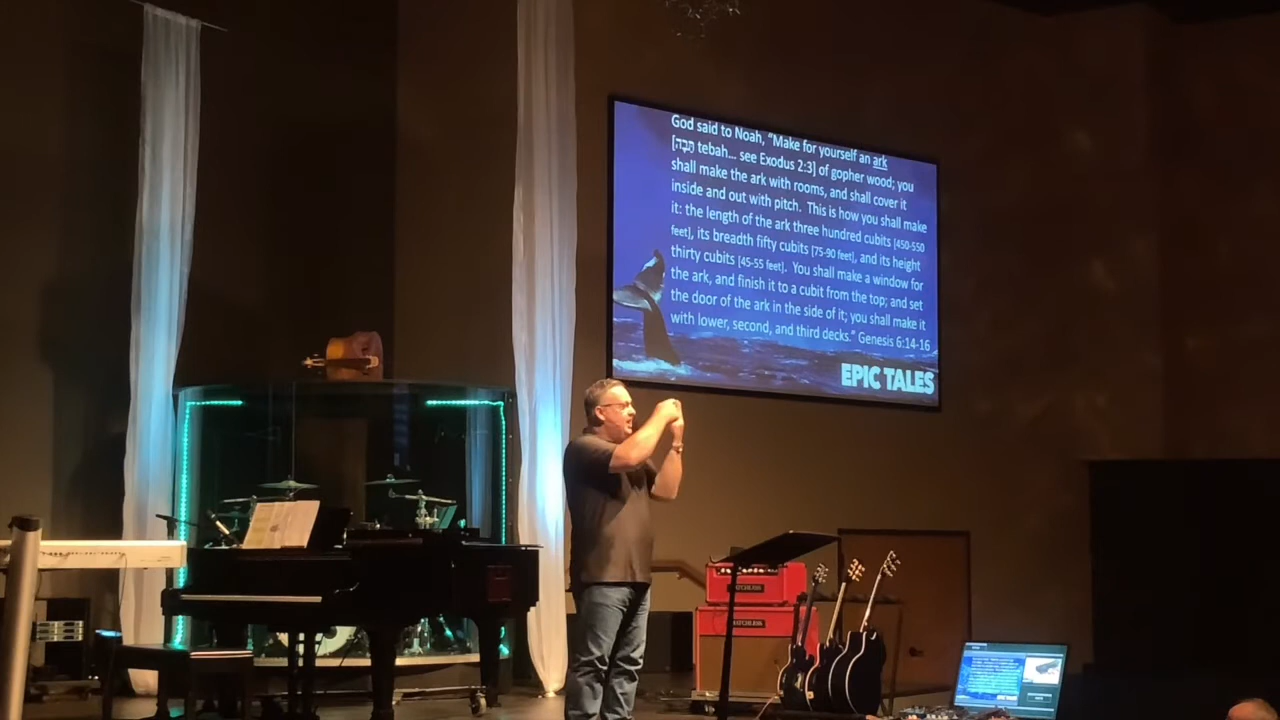 God said to Noah, “Make for yourself an ark
[תֵּבָה tebah... see Exodus 2:3] of gopher wood; you
shall make the ark with rooms, and shall cover it
inside and out with pitch. This is how you shall make
it: the length of the ark three hundred cubits [450-550
feet], its breadth fifty cubits [75-90 feet], and its height
thirty cubits [45-55 feet]. You shall make a window for
the ark, and finish it to a cubit from the top; and set
the door of the ark in the side of it; you shall make it
with lower, second, and third decks.” Genesis 6:14-16
EPIC TALES
MATCHLESS
MATCHLESS
EPIC TALES